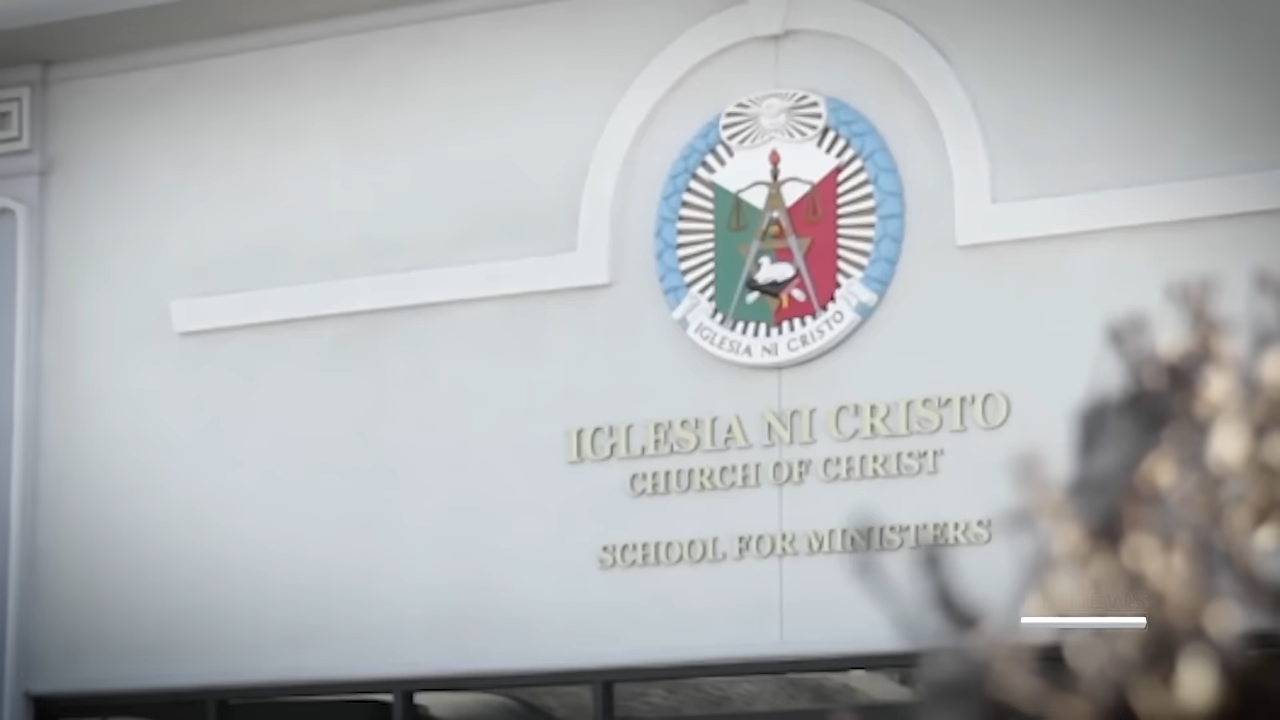 IGLESIA NI CRISTO
IGLESIA NI CRISTO
CHURCH OF CHRIST
SCHOOL FOR MINISTERS